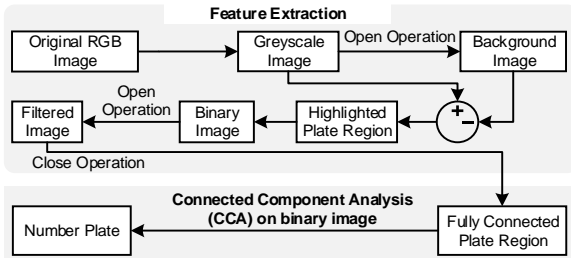 Feature Extraction
Original RGB
Image
Greyscale
Image
Open Operation
Background
Image
Filtered
Image
Open
Operation
Binary
Image
Highlighted
Plate Region
+
−
Close Operation
Connected Component Analysis
(CCA) on binary image
Number Plate
Fully Connected
Plate Region